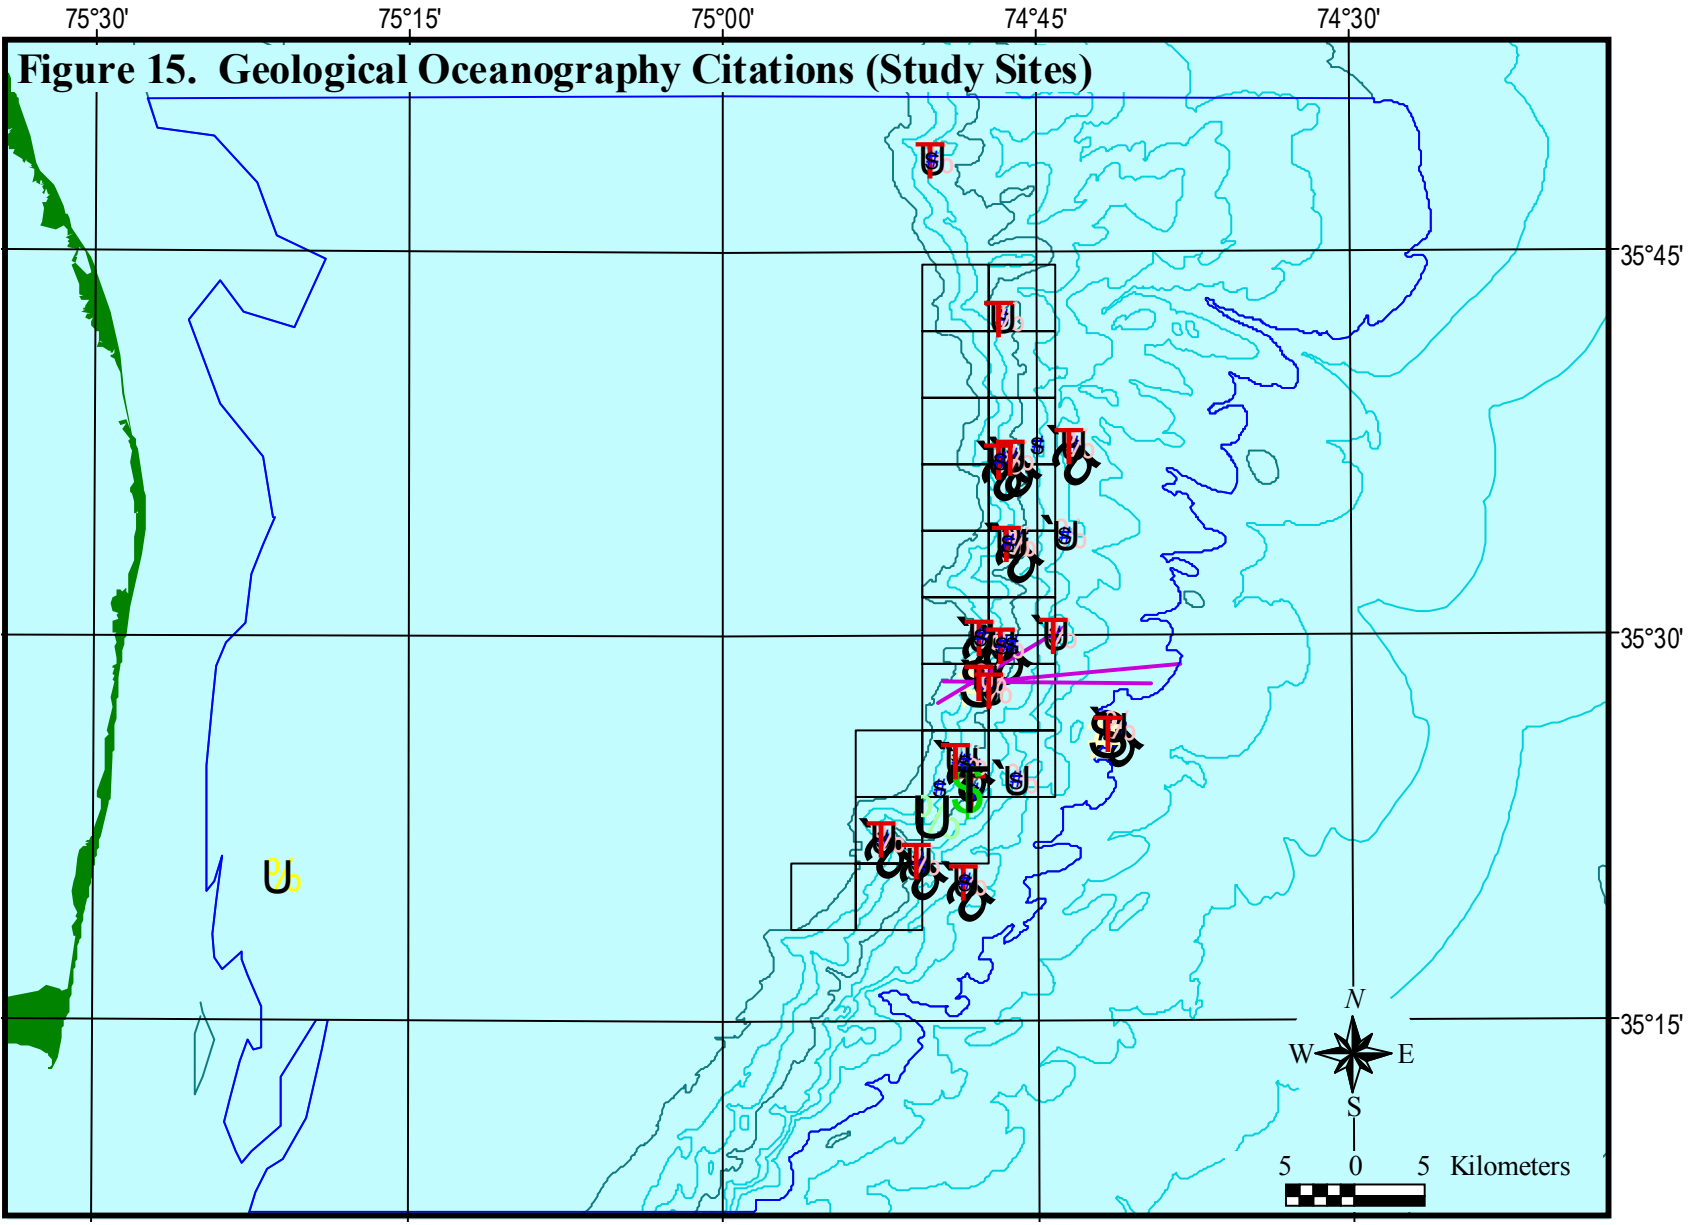 75°30' 75°15' 75°00' 74°45' 74°30'
Figure 15. Geological Oceanography Citations (Study Sites)
35°45'
35°30'
35°15'
N
W E
S
5 0 5 Kilometers